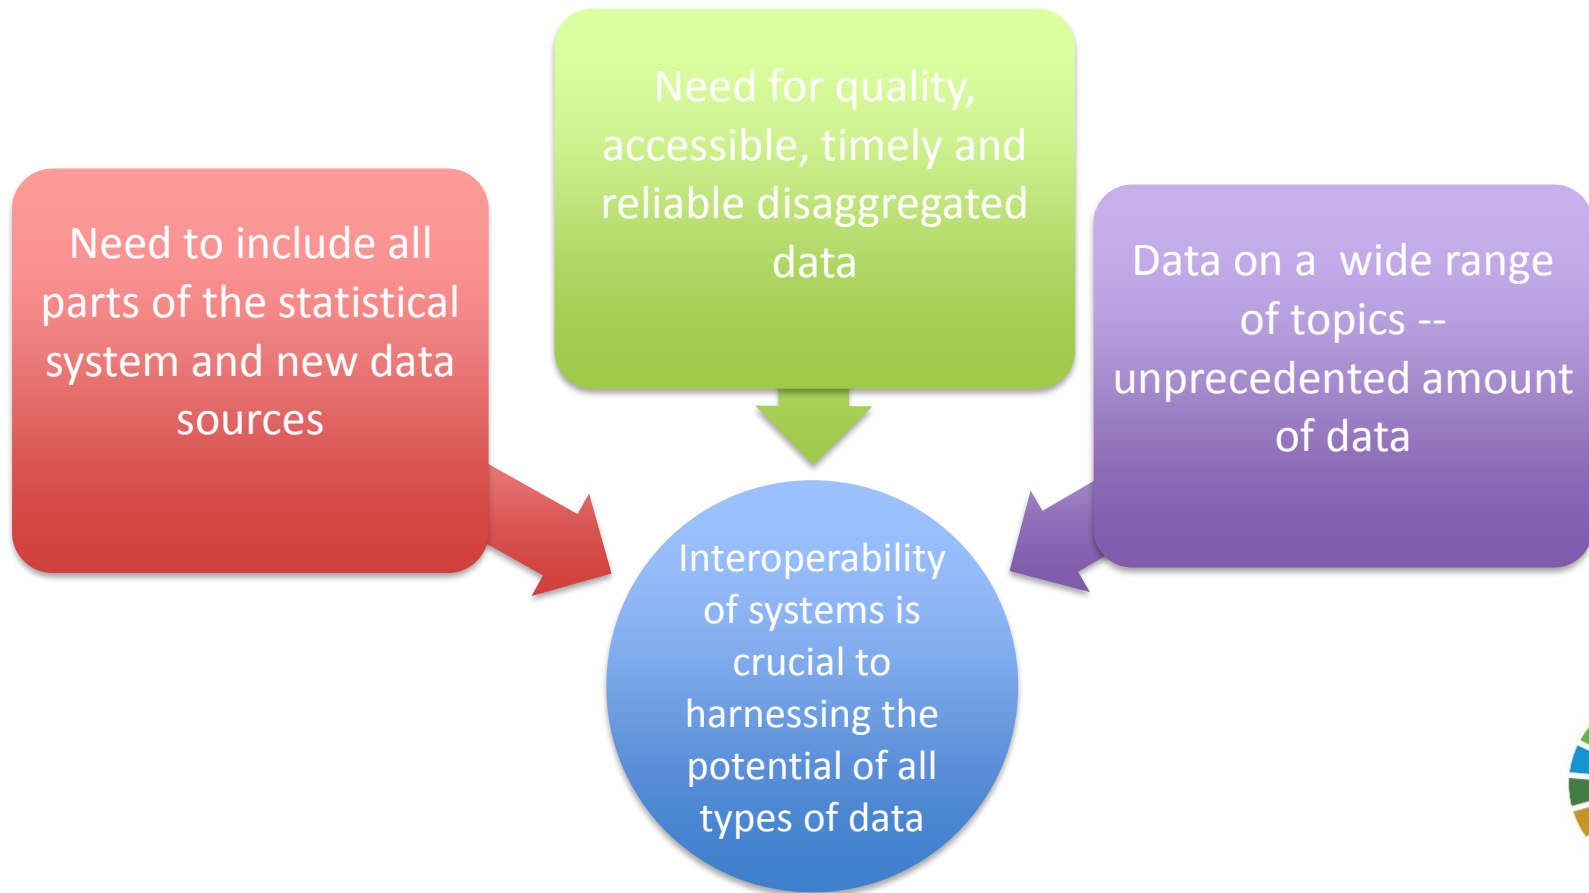 Need to include all
parts of the statistical
system and new data
sources
Need for quality,
accessible, timely and
reliable disaggregated
data
Data on a  wide range
of topics --
unprecedented amount
of data
Interoperability
of systems is
crucial to
harnessing the
potential of all
types of data